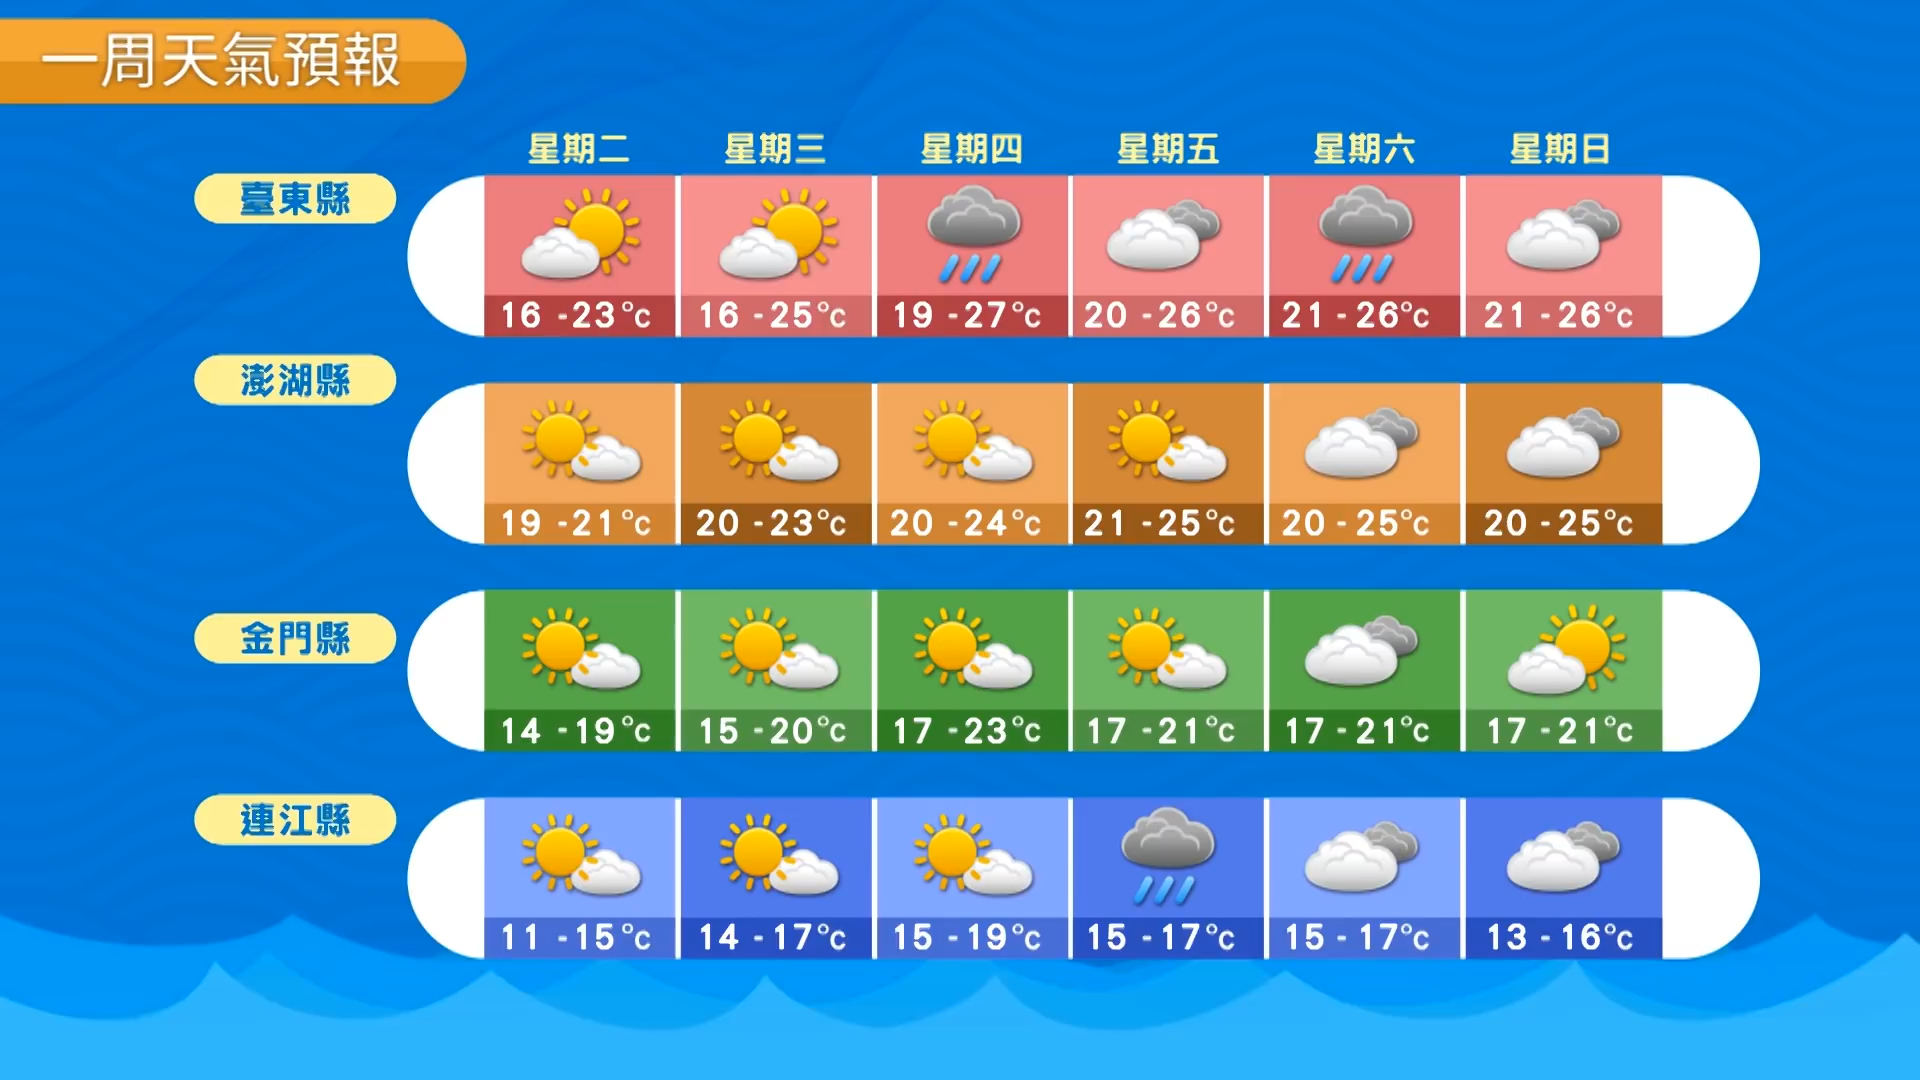 一周天氣預報
星期二 星期三 星期四 星期五 星期六 星期日
臺東縣
16 -23℃ 16 -25℃ 19 -27℃ 20 -26℃ 21 -26℃ 21 -26℃
澎湖縣
19 -21℃ 20 -23℃ 20 -24℃ 21 -25℃ 20 -25℃ 20 -25℃
金門縣
14 -19℃ 15 -20℃ 17 -23℃ 17 -21℃ 17 -21℃ 17 -21℃
連江縣
11 -15℃ 14 -17℃ 15 -19℃ 15 -17℃ 15 -17℃ 13 -16℃